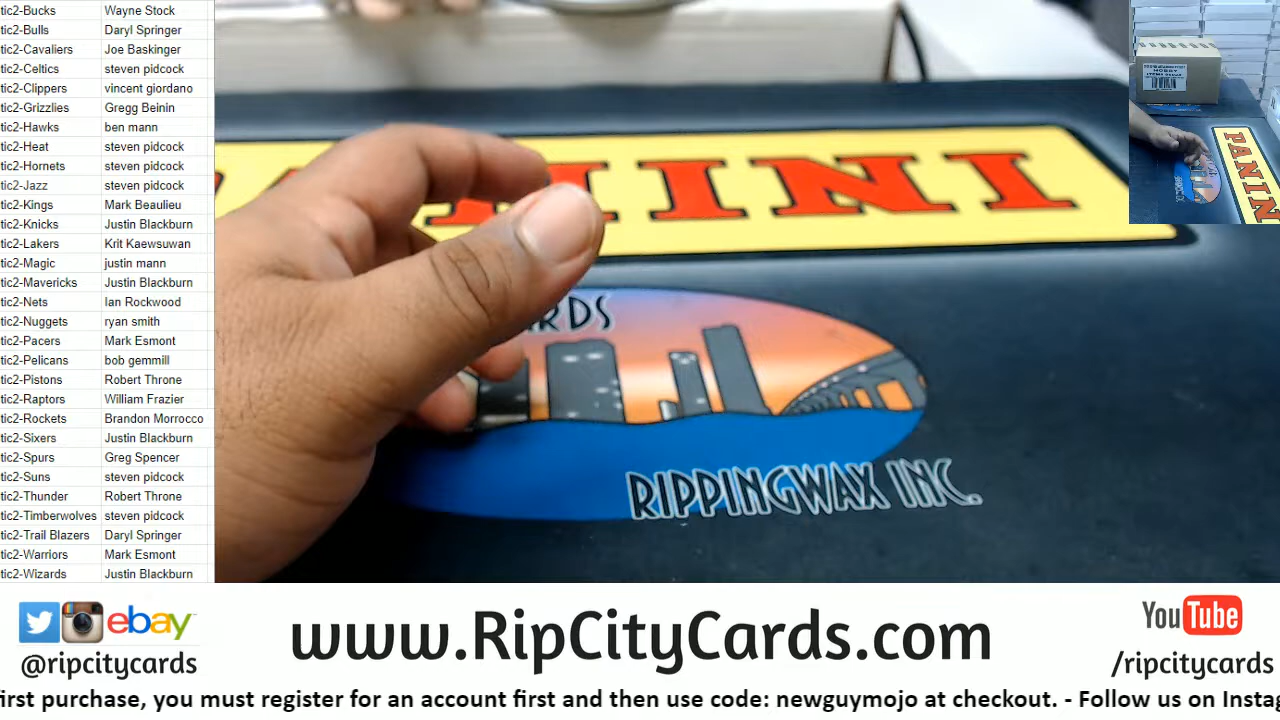 tic2-Bucks Wayne Stock
tic2-Bulls Daryl Springer
tic2-Cavaliers Joe Baskinger
tic2-Celtics steven pidcock
tic2-Clippers vincent giordano
tic2-Grizzlies Gregg Beinin
tic2-Hawks ben mann
tic2-Heat steven pidcock
tic2-Hornets steven pidcock
tic2-Jazz steven pidcock
tic2-Kings Mark Beaulieu
tic2-Knicks Justin Blackburn
tic2-Lakers Krit Kaewsuwan
tic2-Magic justin mann
tic2-Mavericks Justin Blackburn
tic2-Nets Ian Rockwood
tic2-Nuggets ryan smith
tic2-Pacers Mark Esmont
tic2-Pelicans bob gemmill
tic2-Pistons Robert Throne
tic2-Raptors William Frazier
tic2-Rockets Brandon Morrocco
tic2-Sixers Justin Blackburn
tic2-Spurs Greg Spencer
tic2-Suns steven pidcock
tic2-Thunder Robert Throne
tic2-Timberwolves steven pidcock
tic2-Trail Blazers Daryl Springer
tic2-Warriors Mark Esmont
tic2-Wizards Justin Blackburn
INI
RDS
RIPPINGWAX INC.
HOBBY
PANIN
ebay
@ripcitycards
www.RipCityCards.com
YouTube
/ripcitycards
first purchase, you must register for an account first and then use code: newguymojo at checkout. - Follow us on Instag